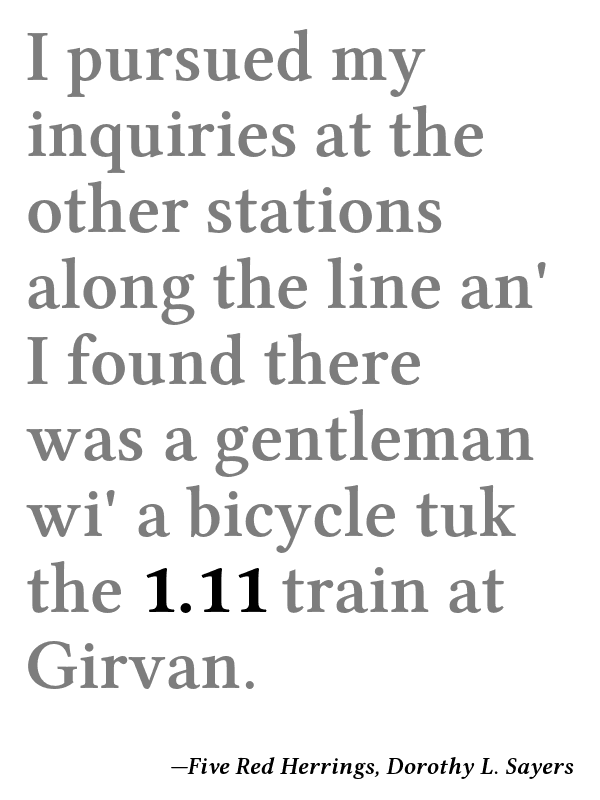 I pursued my
inquiries at the
other stations
along the line an'
I found there
was a gentleman
wi' a bicycle tuk
the 1.11 train at
Girvan.
—Five Red Herrings, Dorothy L. Sayers